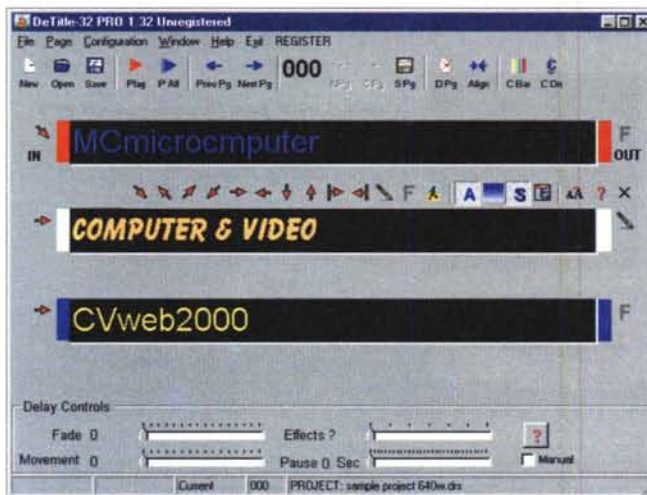 DeTitle-32 PRO 1 32 Unregistered
File Page Configuration Window Help Exit REGISTER
000
New Open Save Play P All Prev Pg Next Pg S Pg D Pg Align C Bar
IN
MCmicrocmputer
F
OUT
F A S AA ? X
COMPUTER & VIDEO
CVweb2000
F
Delay Controls
Fade 0 Effects ?
?
Movement 0 Pause 0 Sec Manual
Current 000 PROJECT: sample project 640w.drs